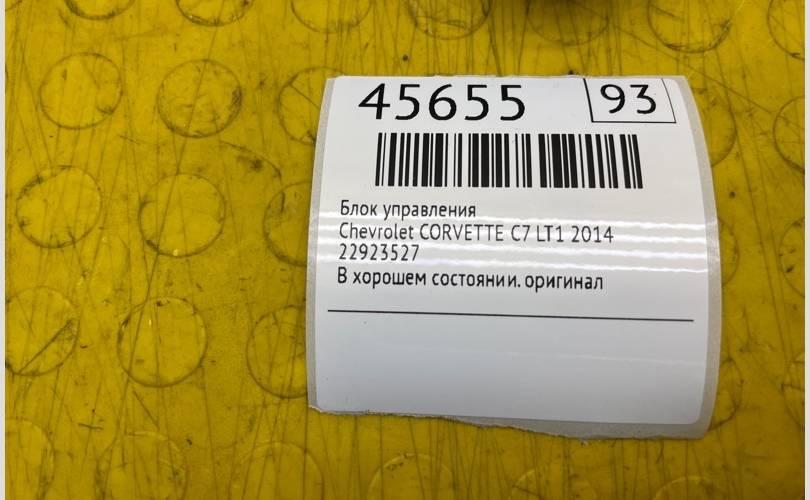 45655 93
Блок управления
Chevrolet CORVETTE C7 LT1 2014
22923527
В хорошем состоянии. оригинал